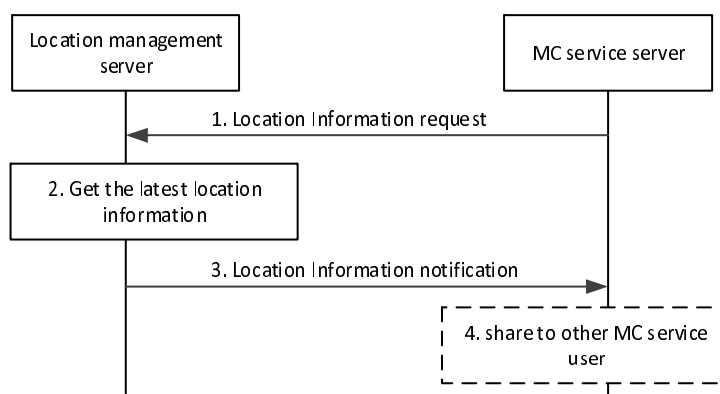 Location management
server
MC service server
1. Location Information request
2. Get the latest location
information
3. Location Information notification
4. share to other MC service
user